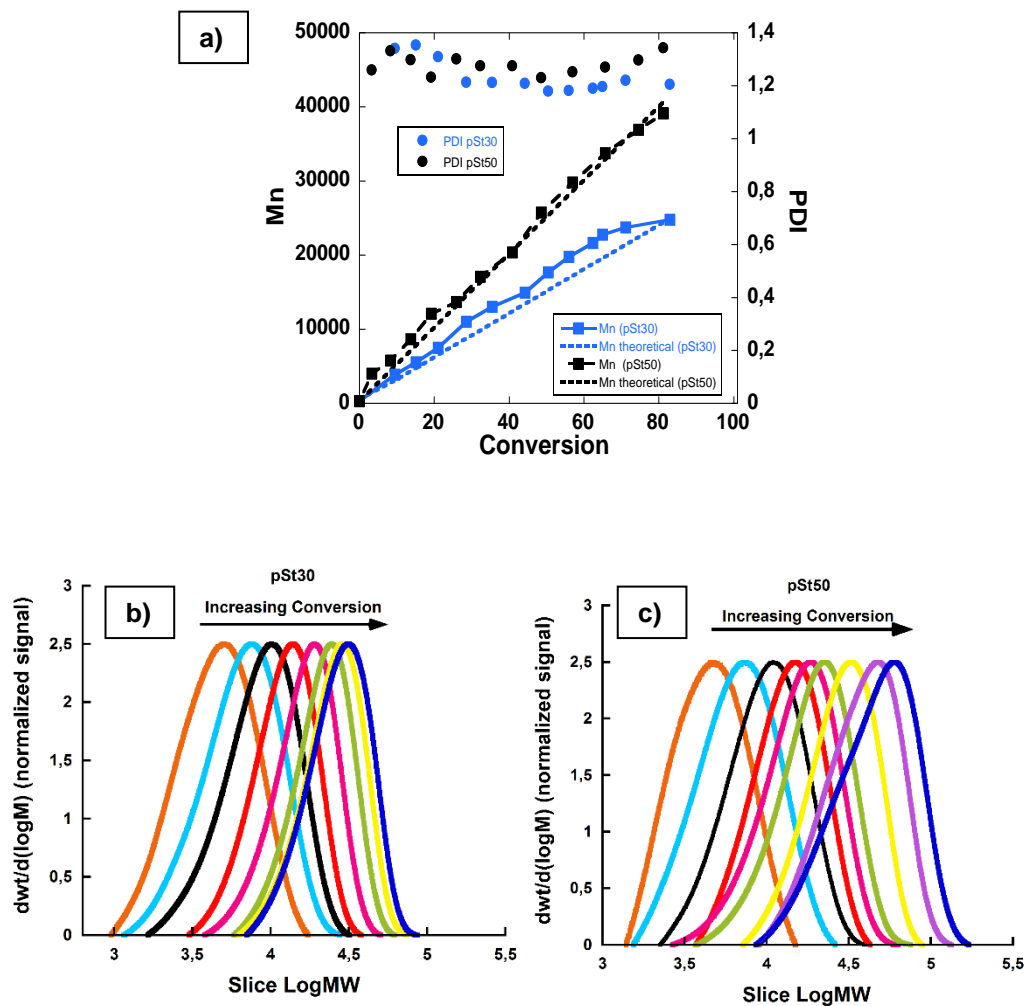 a)
50000
40000
30000
20000
10000
0
Mn
1,4
1,2
1
0,8
0,6
0,4
0,2
0
PDI
PDI pSt30
PDI pSt50
Mn (pSt30)
Mn theoretical (pSt30)
Mn (pSt50)
Mn theoretical (pSt50)
0 20 40 60 80 100
Conversion
b)
pSt30
Increasing Conversion
dwt/d(logM) (normalized signal)
3
2,5
2
1,5
1
0,5
0
3 3,5 4 4,5 5 5,5
Slice LogMW
c)
pSt50
Increasing Conversion
dwt/d(logM) (normalized signal)
3
2,5
2
1,5
1
0,5
0
3 3,5 4 4,5 5 5,5
Slice LogMW